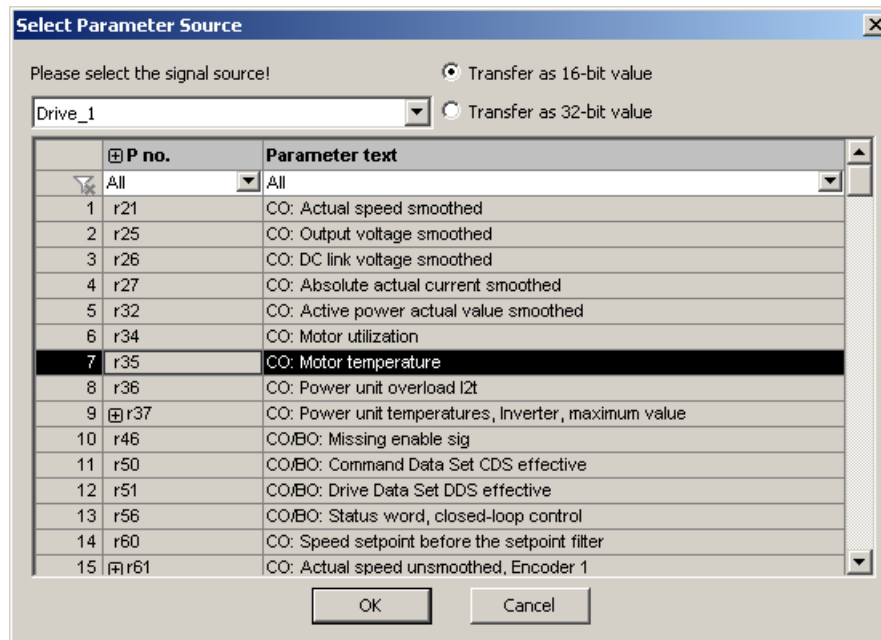 Select Parameter Source
Please select the signal source!
Transfer as 16-bit value
Drive_1
Transfer as 32-bit value
P no. Parameter text
All All
1 r21 CO: Actual speed smoothed
2 r25 CO: Output voltage smoothed
3 r26 CO: DC link voltage smoothed
4 r27 CO: Absolute actual current smoothed
5 r32 CO: Active power actual value smoothed
6 r34 CO: Motor utilization
7 r35 CO: Motor temperature
8 r36 CO: Power unit overload I2t
9 r37 CO: Power unit temperatures, Inverter, maximum value
10 r46 CO/BO: Missing enable sig
11 r50 CO/BO: Command Data Set CDS effective
12 r51 CO/BO: Drive Data Set DDS effective
13 r56 CO/BO: Status word, closed-loop control
14 r60 CO: Speed setpoint before the setpoint filter
15 r61 CO: Actual speed unsmoothed, Encoder 1
OK Cancel